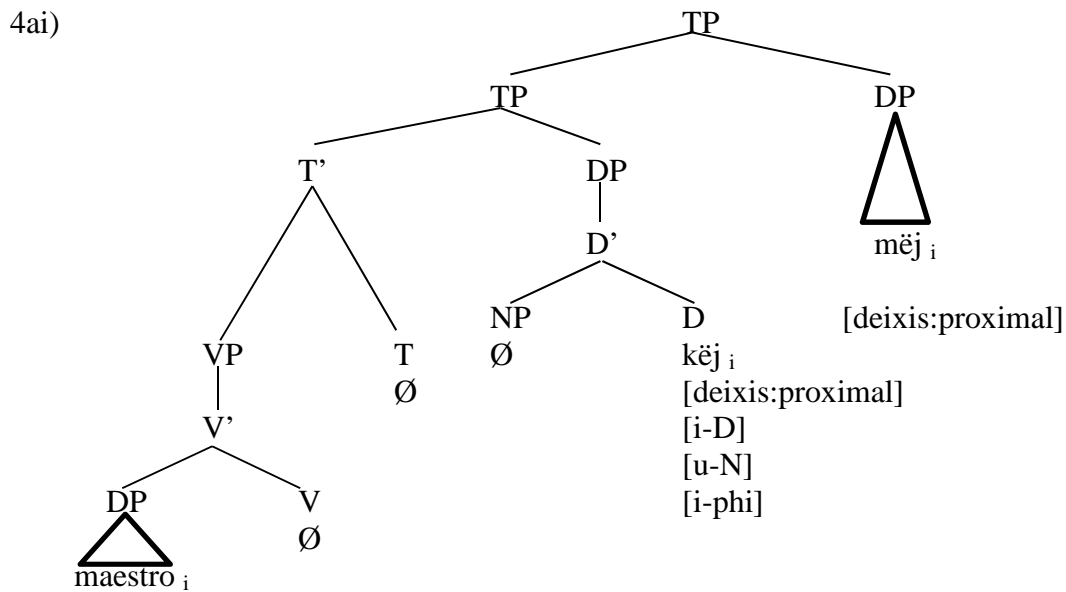 4ai)
TP
TP DP
T’ DP
D’ mëj i
NP D [deixis:proximal]
VP T Ø këj i
Ø [deixis:proximal]
V’ [i-D]
[u-N]
DP V [i-phi]
Ø
maestro i